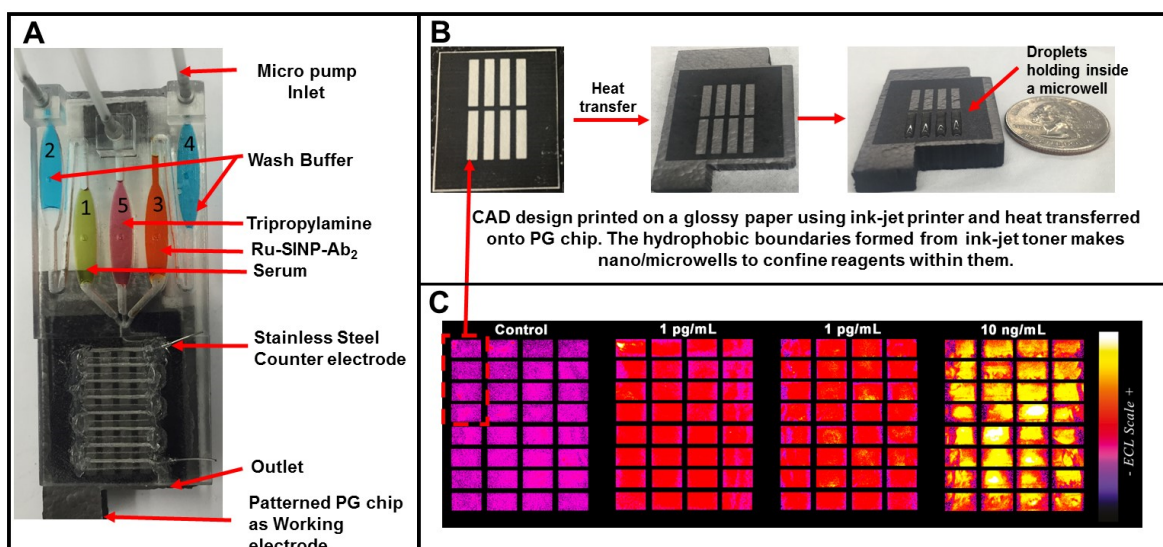 A
Micro pump
Inlet
2
4
Wash Buffer
1
5
3
Tripropylamine
Ru-SINP-Ab2
Serum
Stainless Steel
Counter electrode
Outlet
Patterned PG chip
as Working
electrode
B
Heat
transfer
Droplets
holding inside
a microwell
CAD design printed on a glossy paper using ink-jet printer and heat transferred
onto PG chip. The hydrophobic boundaries formed from ink-jet toner makes
nano/microwells to confine reagents within them.
C
Control
1 pg/mL
1 pg/mL
10 ng/mL
- ECL Scale +